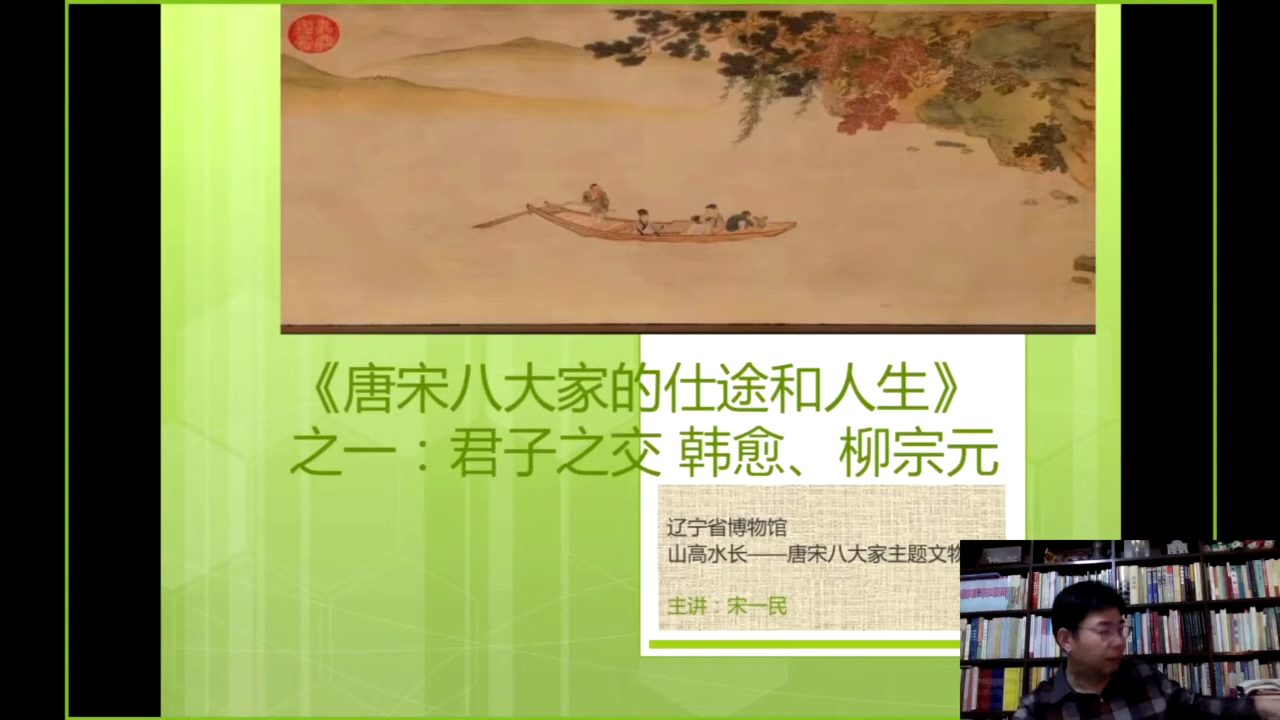 《唐宋八大家的仕途和人生》
之一：君子之交 韩愈、柳宗元
辽宁省博物馆
山高水长——唐宋八大家主题文物
主讲：宋一民